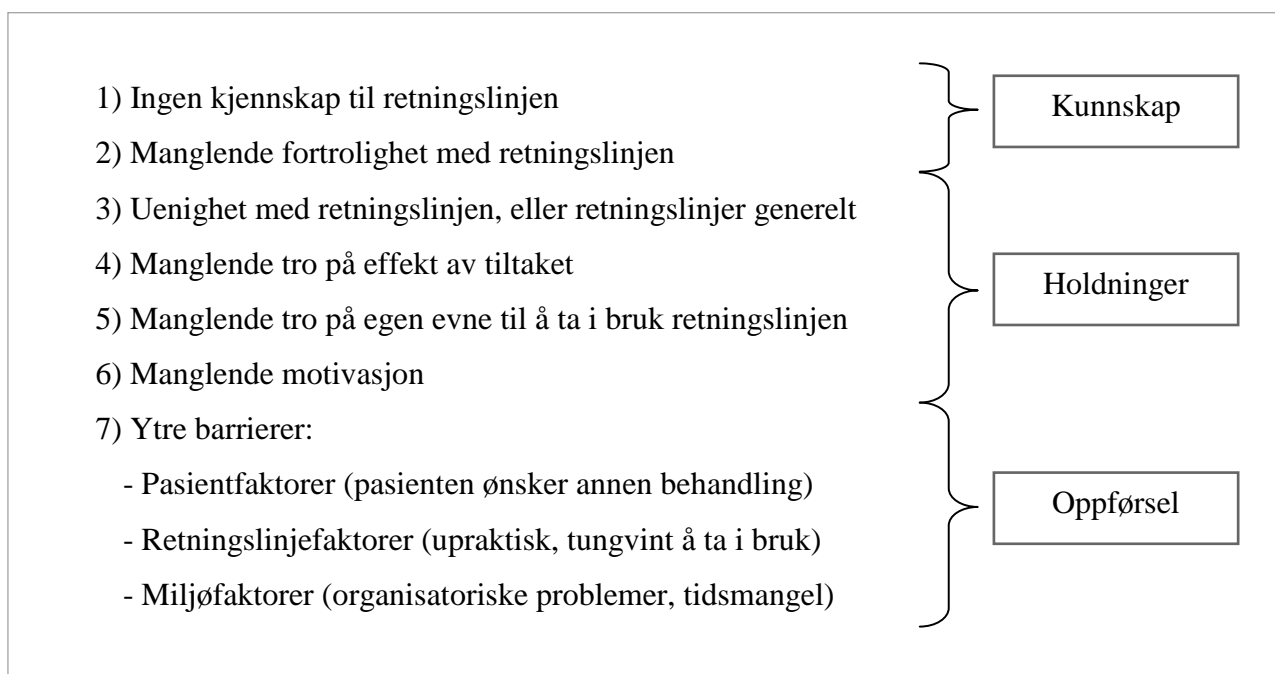 1) Ingen kjennskap til retningslinjen
2) Manglende fortrolighet med retningslinjen
3) Uenighet med retningslinjen, eller retningslinjer generelt
4) Manglende tro på effekt av tiltaket
5) Manglende tro på egen evne til å ta i bruk retningslinjen
6) Manglende motivasjon
7) Ytre barrierer:
- Pasientfaktorer (pasienten ønsker annen behandling)
- Retningslinjefaktorer (upraktisk, tungvint å ta i bruk)
- Miljøfaktorer (organisatoriske problemer, tidsmangel)
Kunnskap
Holdninger
Oppførsel